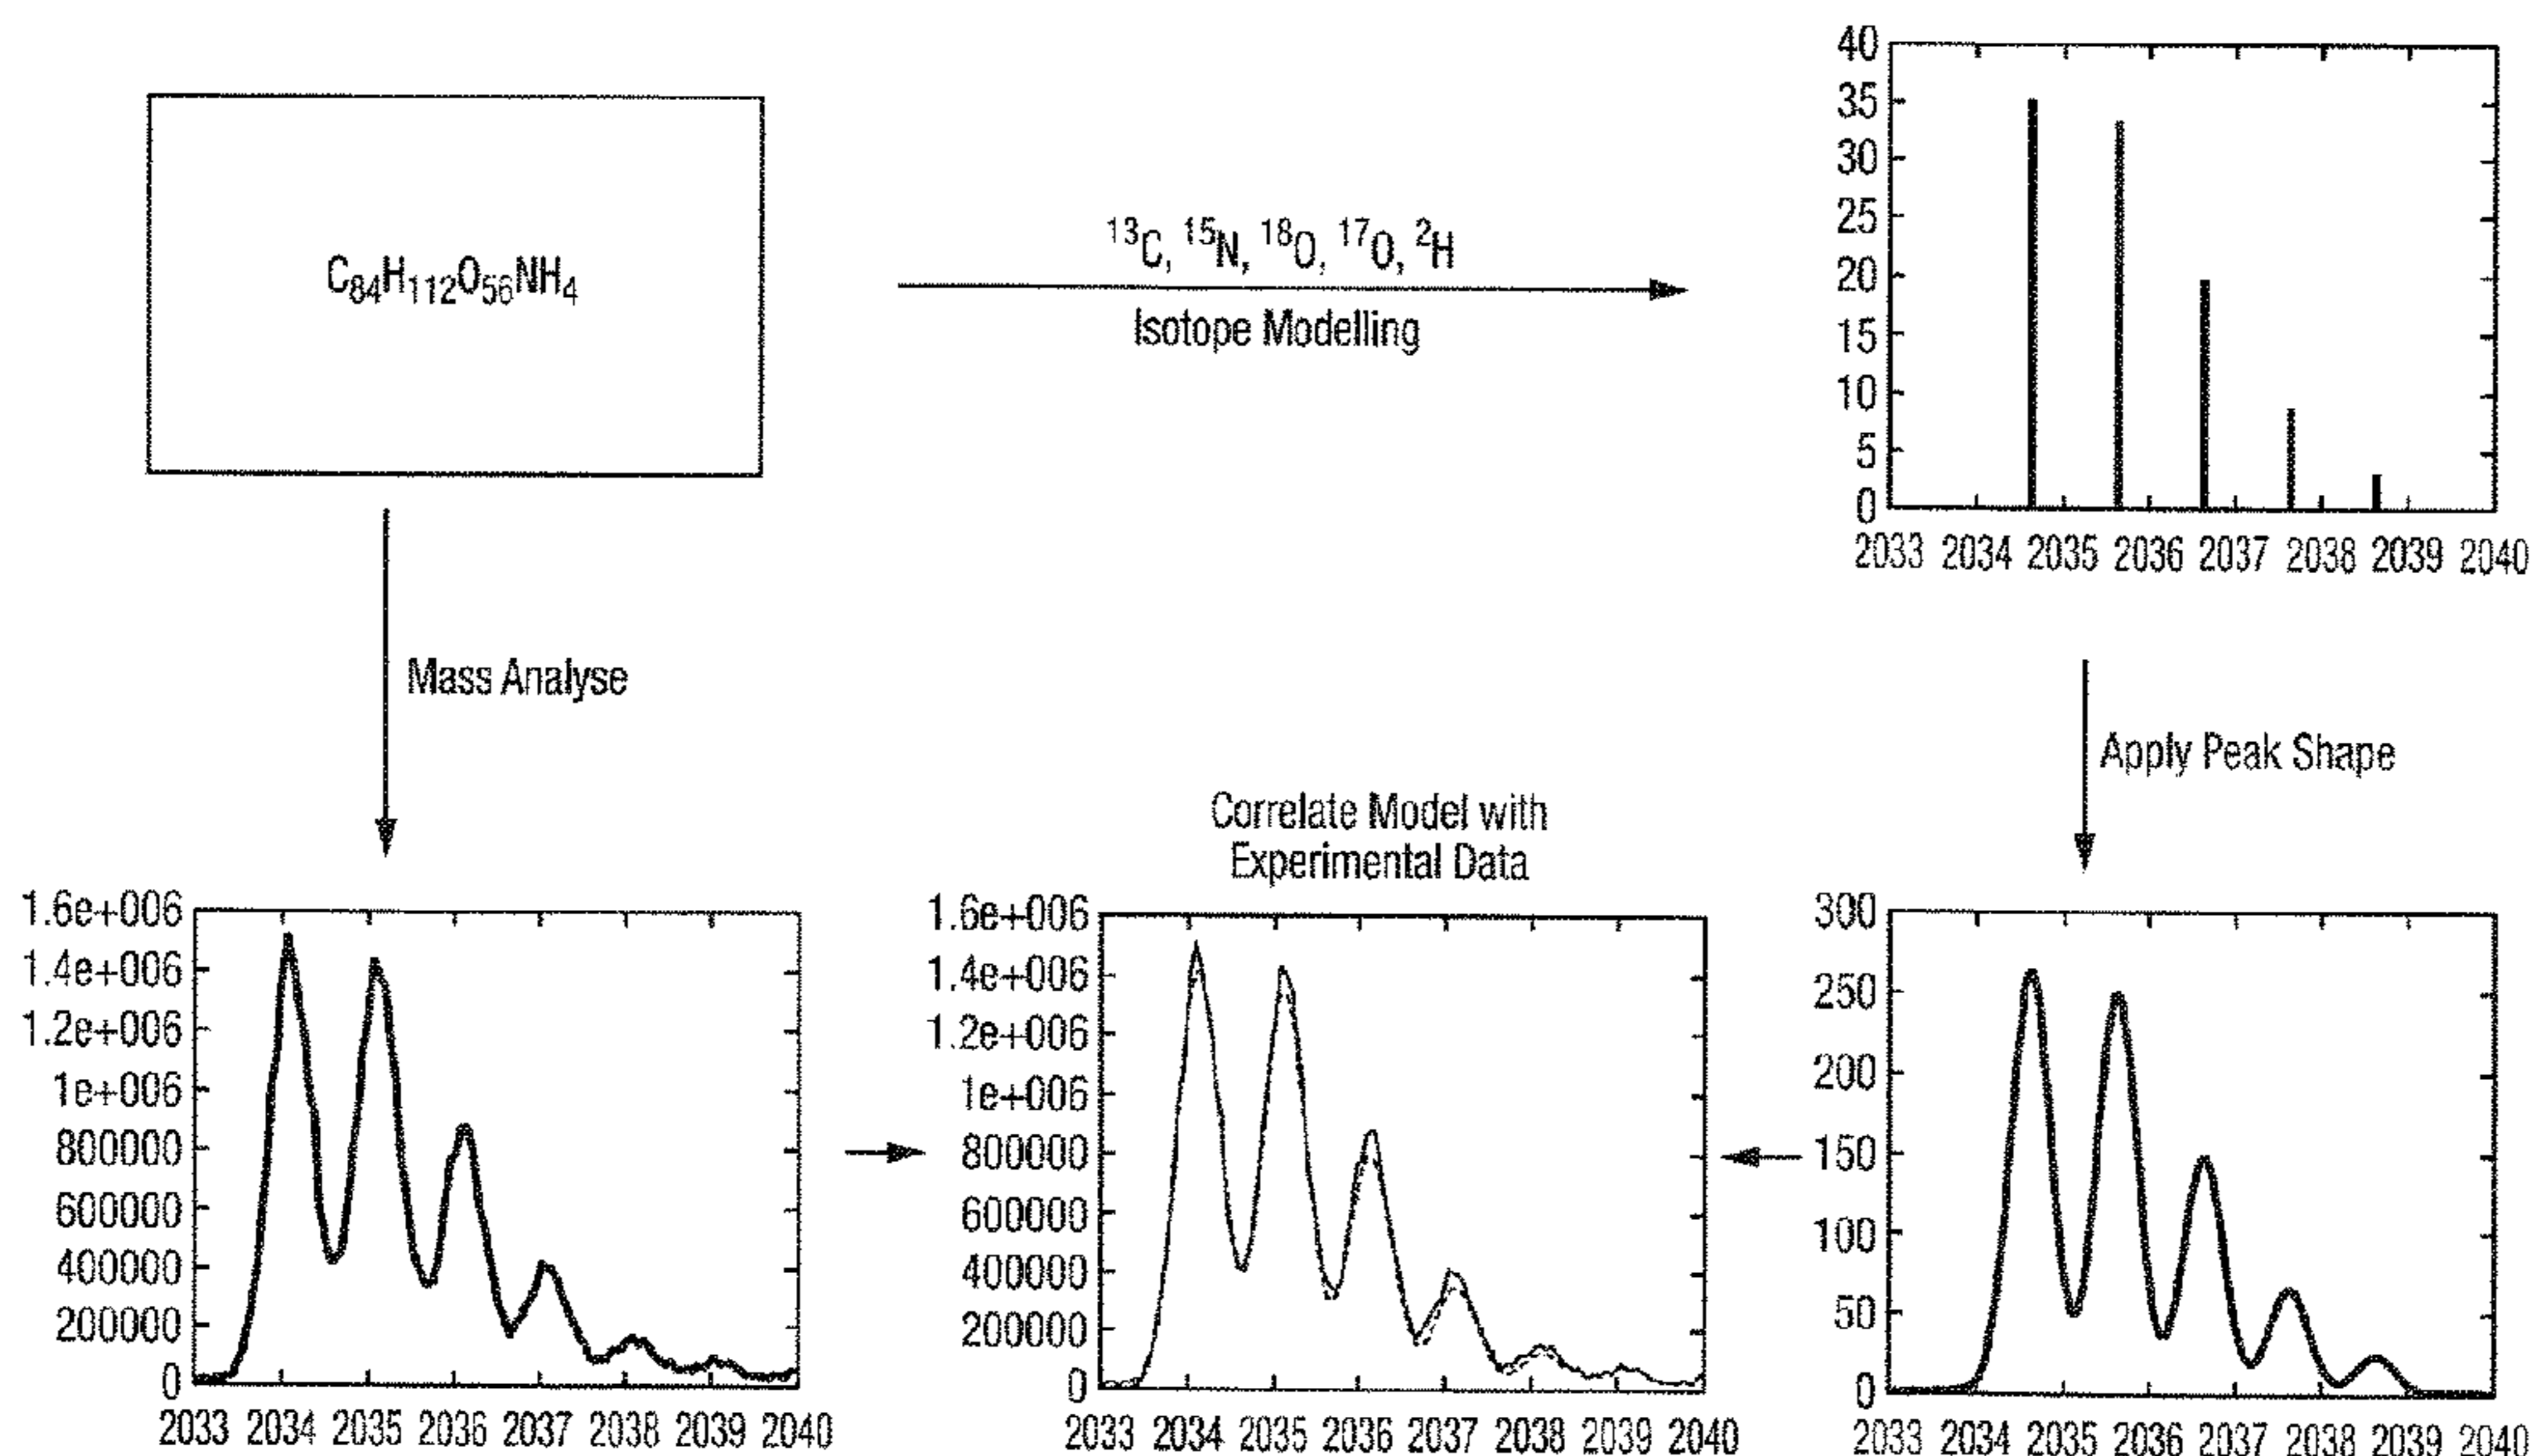 C84H112O56NH4
13C, 15N, 18O, 17O, 2H
Isotope Modelling
40
35
30
25
20
15
10
5
0
2033 2034 2035 2036 2037 2038 2039 2040
Mass Analyse
Apply Peak Shape
Correlate Model with
Experimental Data
1.6e+006
1.4e+006
1.2e+006
1e+006
800000
600000
400000
200000
0
2033 2034 2035 2036 2037 2038 2039 2040
1.6e+006
1.4e+006
1.2e+006
1e+006
800000
600000
400000
200000
0
2033 2034 2035 2036 2037 2038 2039 2040
300
250
200
150
100
50
0
2033 2034 2035 2036 2037 2038 2039 2040